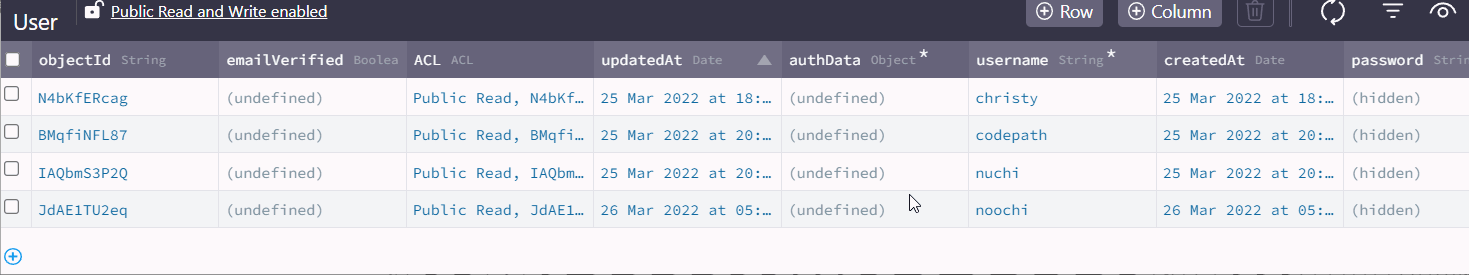 User Public Read and Write enabled Row Column
objectId String emailVerified Boolea ACL ACL updatedAt Date authData Object* username String* createdAt Date password Strin
N4bKfERcag (undefined) Public Read, N4bKf… 25 Mar 2022 at 18:… (undefined) christy 25 Mar 2022 at 18:… (hidden)
BMqfiNFL87 (undefined) Public Read, BMqfi… 25 Mar 2022 at 20:… (undefined) codepath 25 Mar 2022 at 20:… (hidden)
IAQbmS3P2Q (undefined) Public Read, IAQbm… 25 Mar 2022 at 20:… (undefined) nuchi 25 Mar 2022 at 20:… (hidden)
JdAE1TU2eq (undefined) Public Read, JdAE1… 26 Mar 2022 at 05:… (undefined) noochi 26 Mar 2022 at 05:… (hidden)